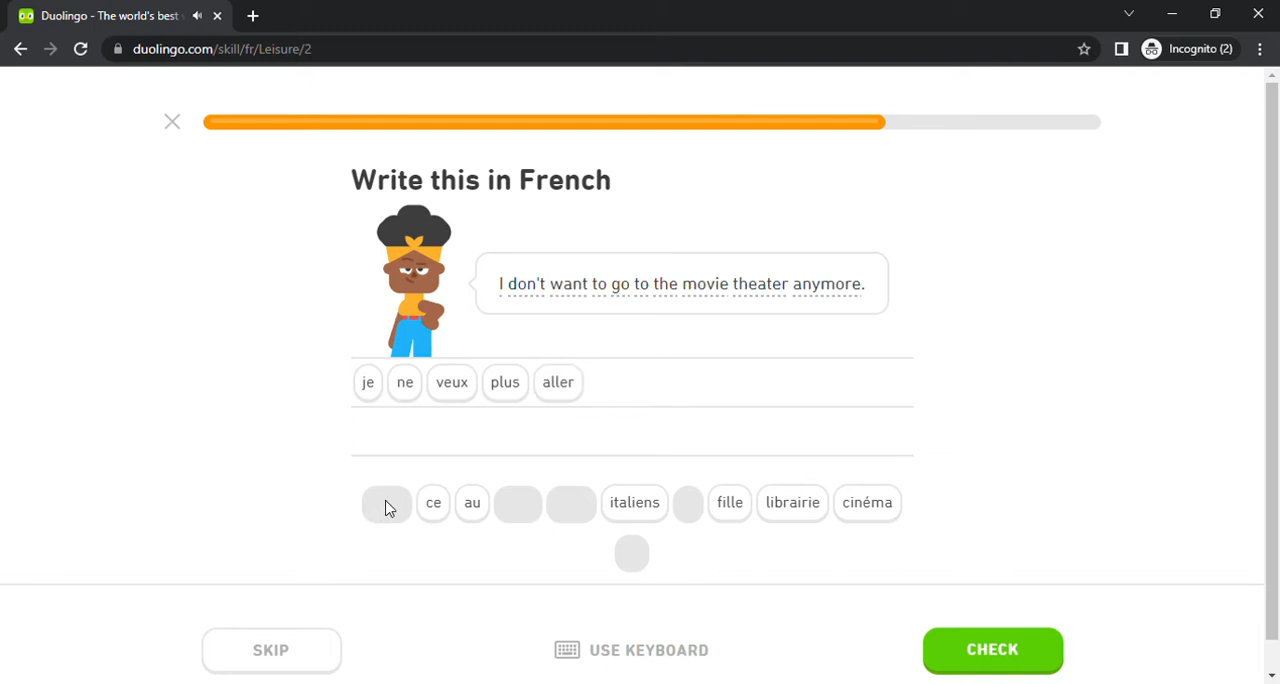 Duolingo - The world's best
duolingo.com/skill/fr/Leisure/2
Incognito (2)
Write this in French
I don't want to go to the movie theater anymore.
je ne veux plus aller
ce au italiens fille librairie cinéma
SKIP
USE KEYBOARD
CHECK